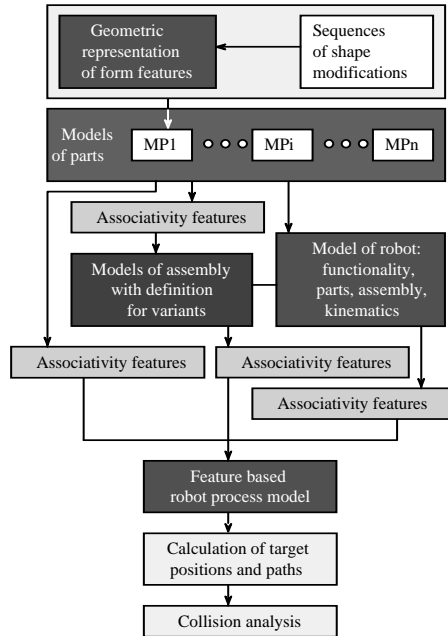 Geometric
representation
of form features
Sequences
of shape
modifications
Models
of parts
MP1
MPi
MPn
Associativity features
Models of assembly
with definition
for variants
Model of robot:
functionality,
parts, assembly,
kinematics
Associativity features
Associativity features
Associativity features
Feature based
robot process model
Calculation of target
positions and paths
Collision analysis